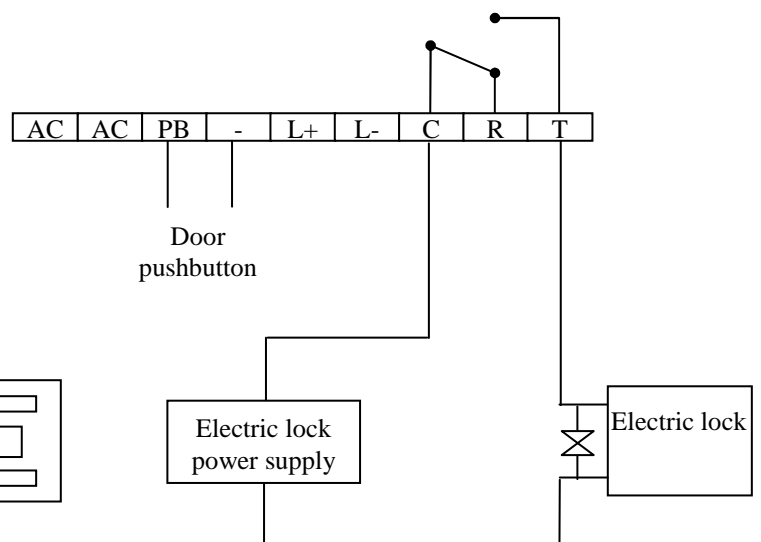 AC AC PB - L+ L- C R T
Door
pushbutton
Electric lock
power supply
Electric lock